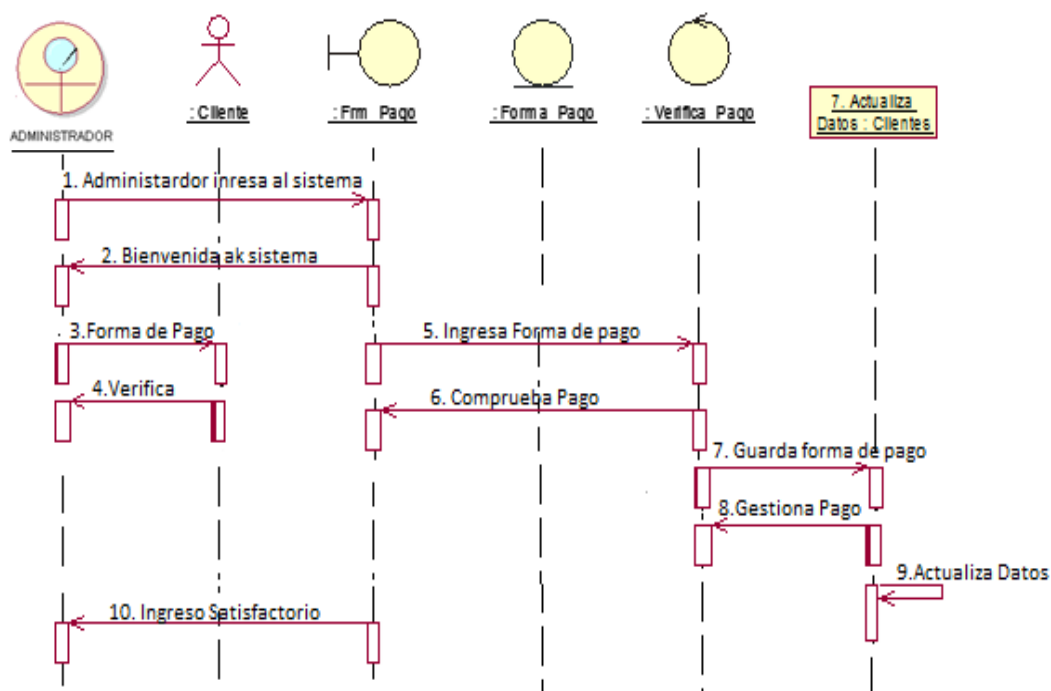 ADMINISTRADOR
: Cliente
: Frm_Pago
: Forma_Pago
: Verifica_Pago
7. Actualiza
Datos : Clientes
1. Administardor inresa al sistema
2. Bienvenida ak sistema
3.Forma de Pago
5. Ingresa Forma de pago
4.Verifica
6. Comprueba Pago
7. Guarda forma de pago
8.Gestiona Pago
9.Actualiza Datos
10. Ingreso Satisfactorio